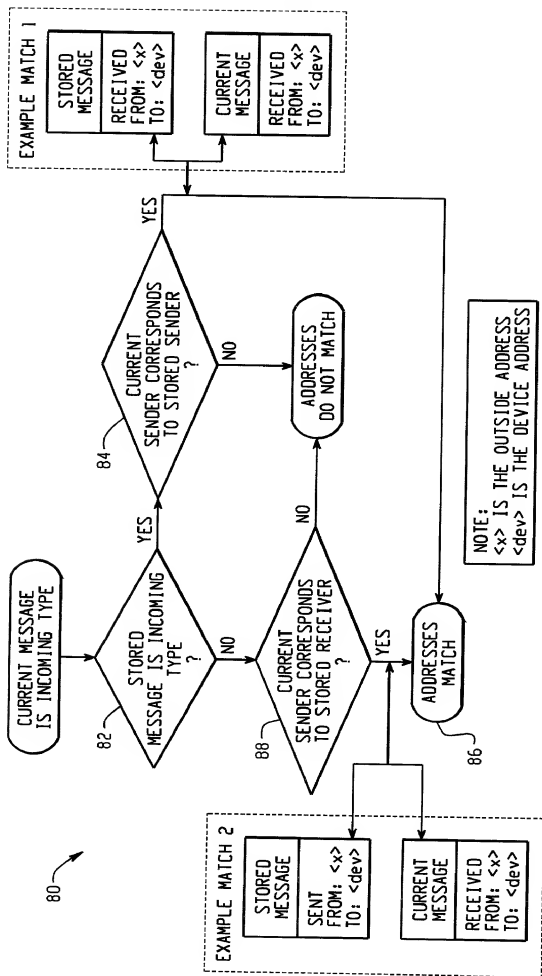 80
CURRENT MESSAGE
IS INCOMING TYPE
82
STORED
MESSAGE IS INCOMING
TYPE
?
YES
NO
84
CURRENT
SENDER CORRESPONDS
TO STORED SENDER
?
YES
NO
88
CURRENT
SENDER CORRESPONDS
TO STORED RECEIVER
?
NO
YES
ADDRESSES
DO NOT MATCH
86
ADDRESSES
MATCH
EXAMPLE MATCH 1
STORED
MESSAGE
RECEIVED
FROM: <x>
TO: <dev>
CURRENT
MESSAGE
RECEIVED
FROM: <x>
TO: <dev>
EXAMPLE MATCH 2
STORED
MESSAGE
SENT
FROM: <x>
TO: <dev>
CURRENT
MESSAGE
RECEIVED
FROM: <x>
TO: <dev>
NOTE:
<x> IS THE OUTSIDE ADDRESS
<dev> IS THE DEVICE ADDRESS